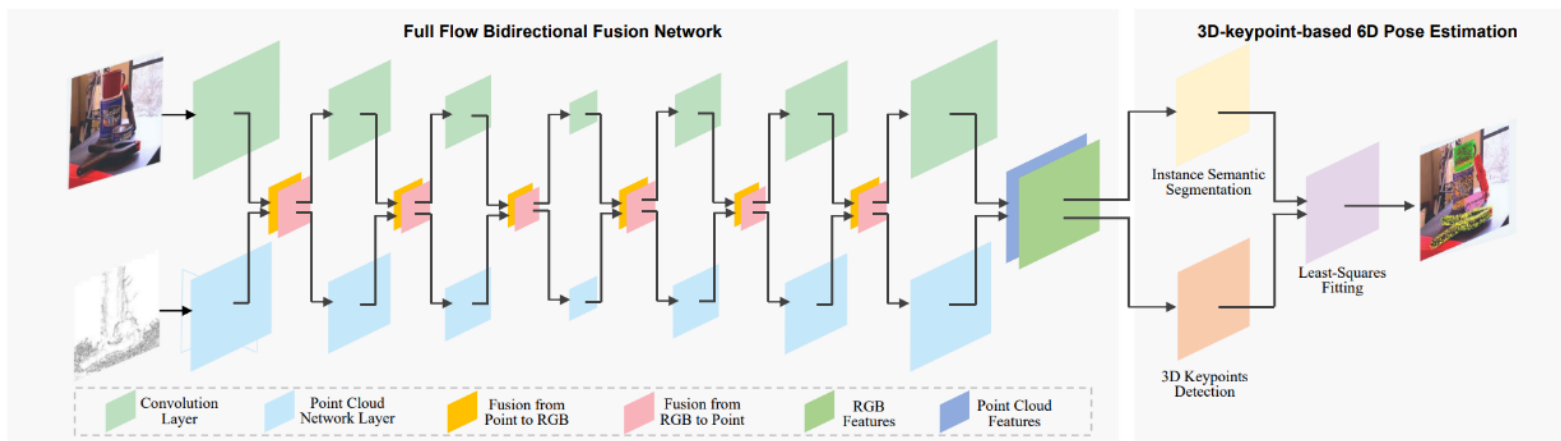 Full Flow Bidirectional Fusion Network
3D-keypoint-based 6D Pose Estimation
Instance Semantic
Segmentation
Least-Squares
Fitting
3D Keypoints
Detection
Convolution
Layer
Point Cloud
Network Layer
Fusion from
Point to RGB
Fusion from
RGB to Point
RGB
Features
Point Cloud
Features